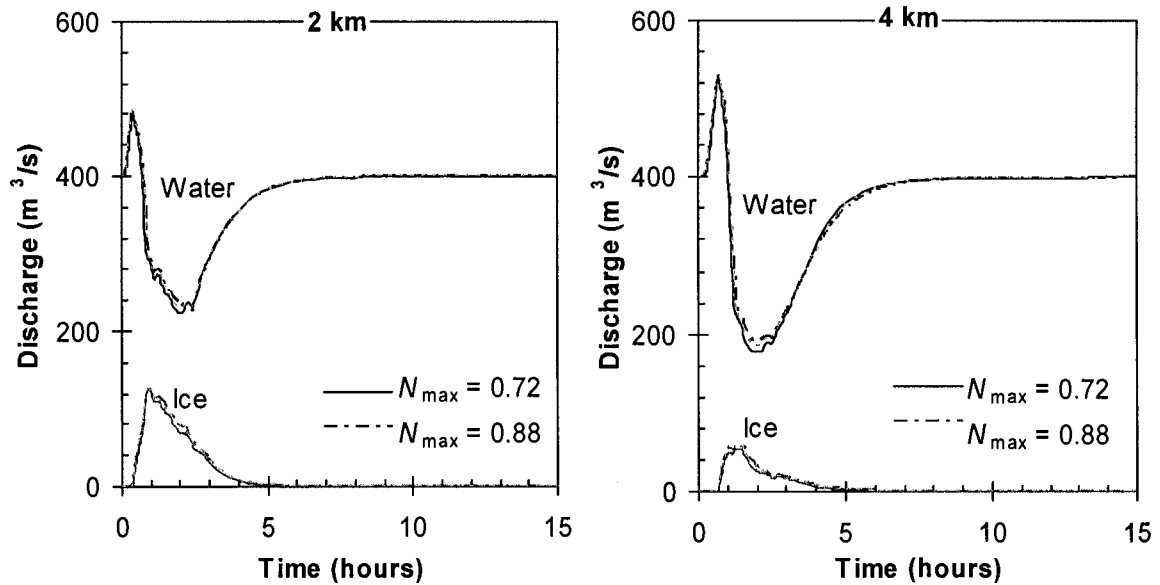 2 km
600
400
200
0
Discharge (m³/s)
Water
Ice
N max = 0.72
N max = 0.88
0 5 10 15
Time (hours)
4 km
600
400
200
0
Discharge (m³/s)
Water
Ice
N max = 0.72
N max = 0.88
0 5 10 15
Time (hours)